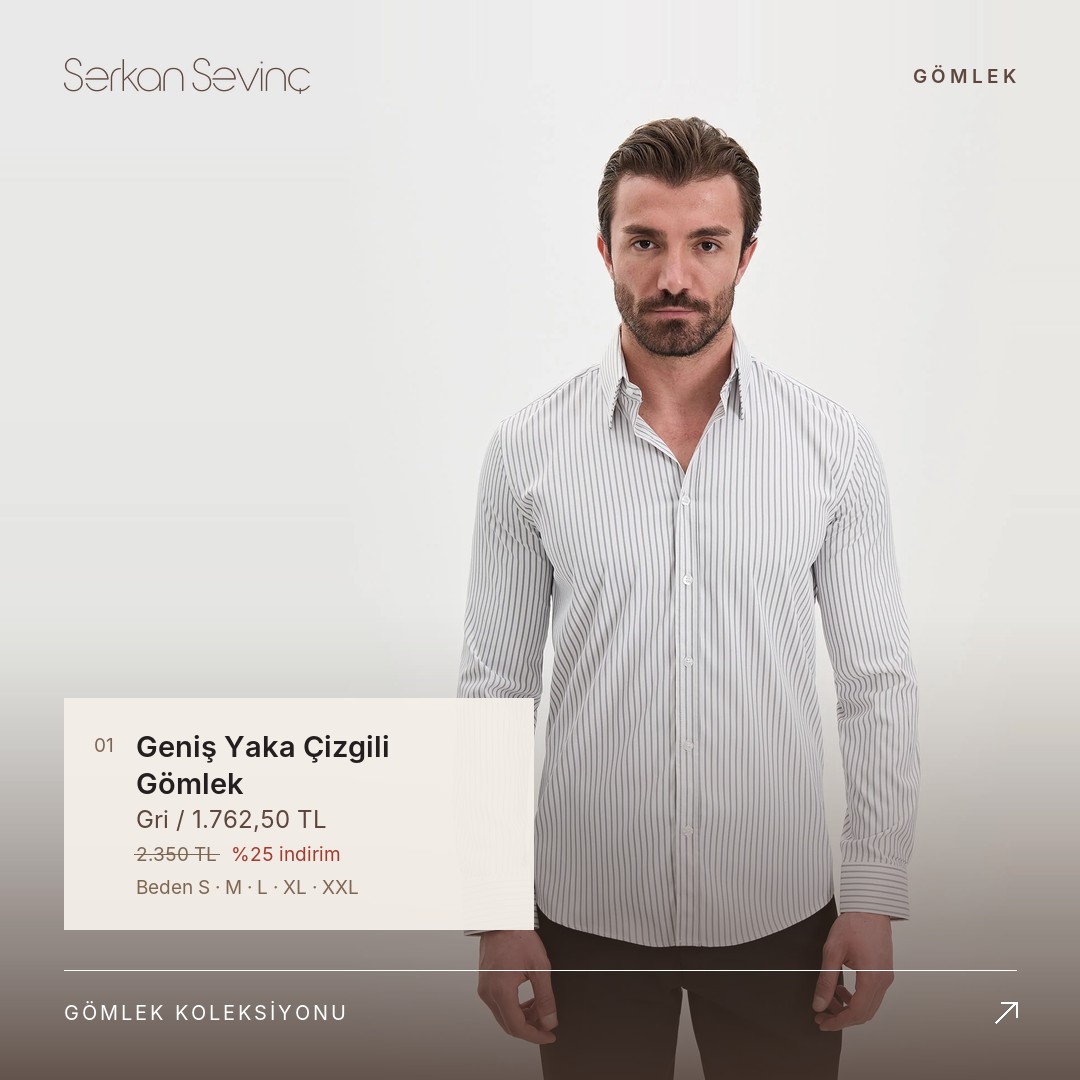 Serkan Sevinç
GÖMLEK
01
Geniş Yaka Çizgili
Gömlek
Gri / 1.762,50 TL
2.350 TL %25 indirim
Beden S · M · L · XL · XXL
GÖMLEK KOLEKSİYONU